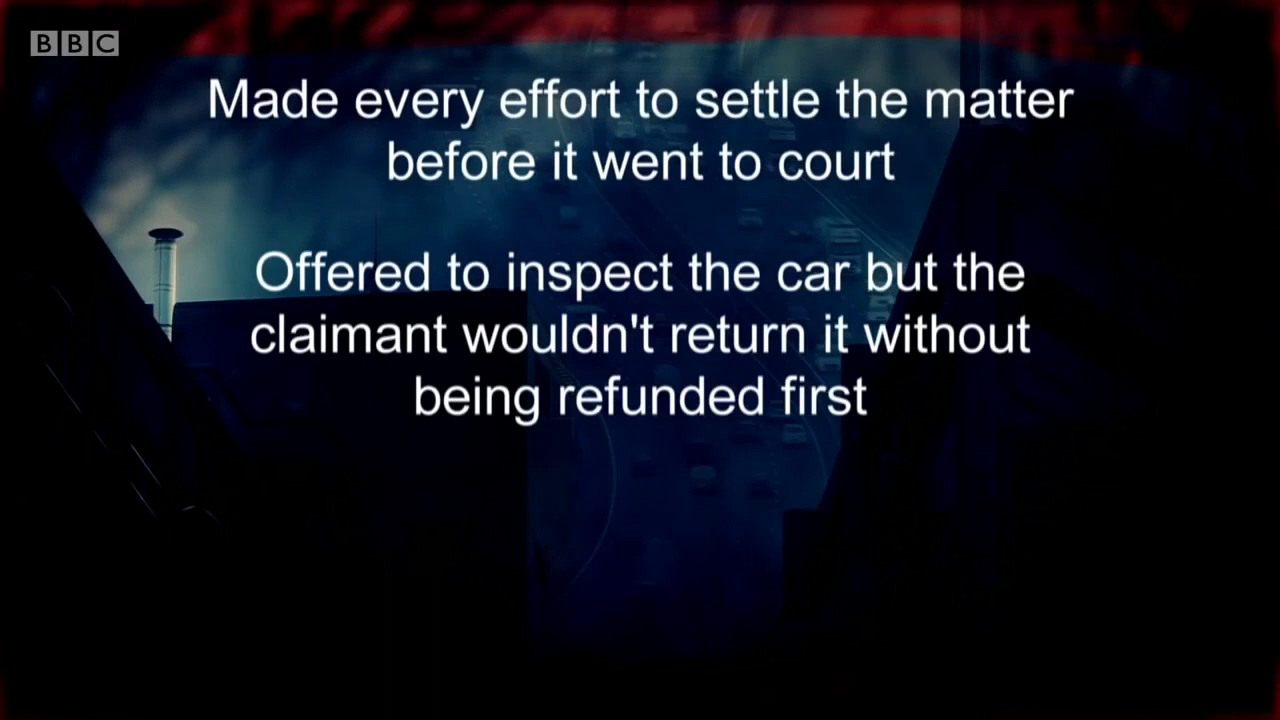 BBC
Made every effort to settle the matter
before it went to court
Offered to inspect the car but the
claimant wouldn't return it without
being refunded first